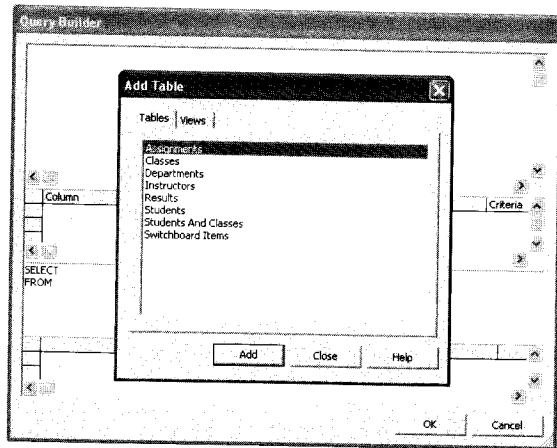 Query Builder
Add Table
Tables
Views
Assignments
Classes
Departments
Instructors
Results
Students
Students And Classes
Switchboard Items
Column
Criteria
SELECT
FROM
Add
Close
Help
OK
Cancel